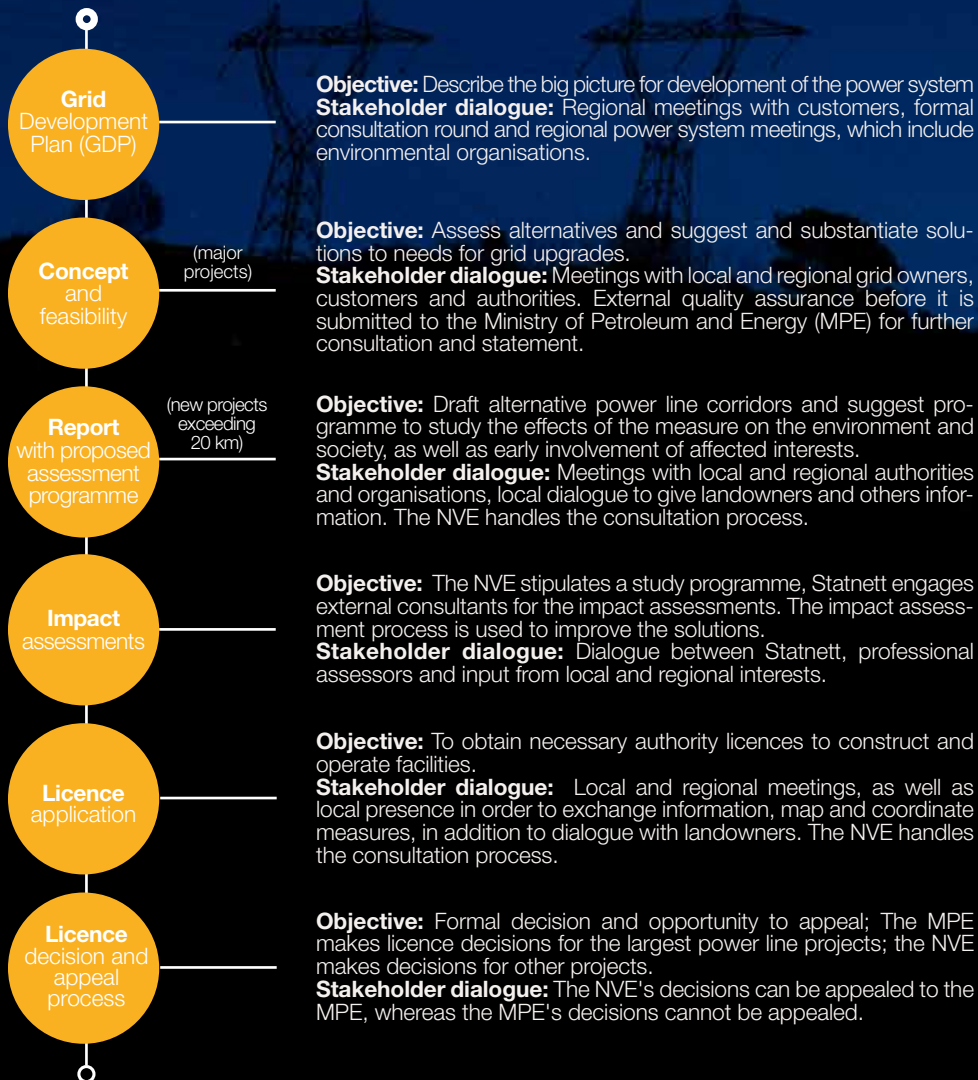 Grid
Development
Plan (GDP)
Objective: Describe the big picture for development of the power system
Stakeholder dialogue: Regional meetings with customers, formal
consultation round and regional power system meetings, which include
environmental organisations.
Concept
and
feasibility
(major
projects)
Objective: Assess alternatives and suggest and substantiate solu-
tions to needs for grid upgrades.
Stakeholder dialogue: Meetings with local and regional grid owners,
customers and authorities. External quality assurance before it is
submitted to the Ministry of Petroleum and Energy (MPE) for further
consultation and statement.
Report
with proposed
assessment
programme
(new projects
exceeding
20 km)
Objective: Draft alternative power line corridors and suggest pro-
gramme to study the effects of the measure on the environment and
society, as well as early involvement of affected interests.
Stakeholder dialogue: Meetings with local and regional authorities
and organisations, local dialogue to give landowners and others infor-
mation. The NVE handles the consultation process.
Impact
assessments
Objective: The NVE stipulates a study programme, Statnett engages
external consultants for the impact assessments. The impact assess-
ment process is used to improve the solutions.
Stakeholder dialogue: Dialogue between Statnett, professional
assessors and input from local and regional interests.
Licence
application
Objective: To obtain necessary authority licences to construct and
operate facilities.
Stakeholder dialogue: Local and regional meetings, as well as
local presence in order to exchange information, map and coordinate
measures, in addition to dialogue with landowners. The NVE handles
the consultation process.
Licence
decision and
appeal
process
Objective: Formal decision and opportunity to appeal; The MPE
makes licence decisions for the largest power line projects; the NVE
makes decisions for other projects.
Stakeholder dialogue: The NVE's decisions can be appealed to the
MPE, whereas the MPE's decisions cannot be appealed.